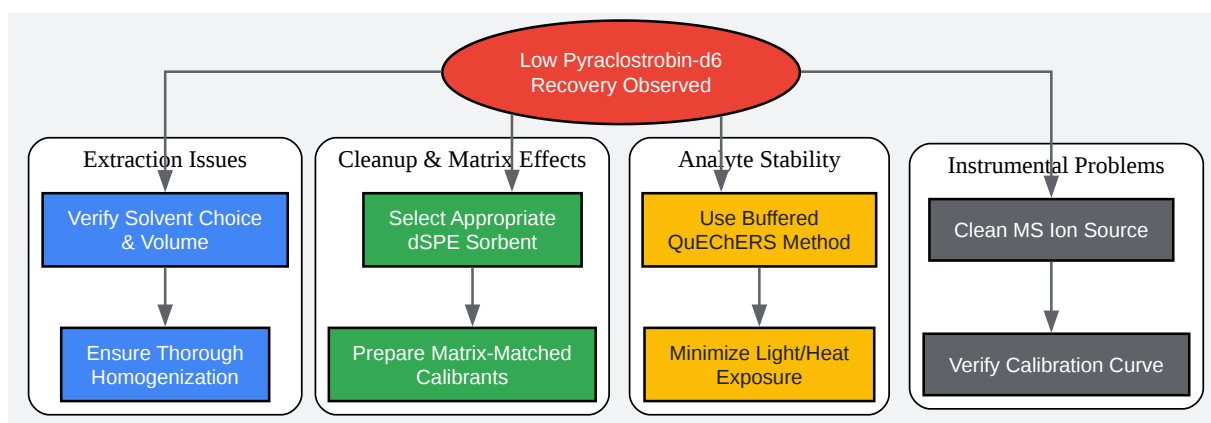 Low Pyraclostrobin-d6
Recovery Observed
Extraction Issues
Verify Solvent Choice
& Volume
Ensure Thorough
Homogenization
Cleanup & Matrix Effects
Select Appropriate
dSPE Sorbent
Prepare Matrix-Matched
Calibrants
Analyte Stability
Use Buffered
QuEChERS Method
Minimize Light/Heat
Exposure
Instrumental Problems
Clean MS Ion Source
Verify Calibration Curve